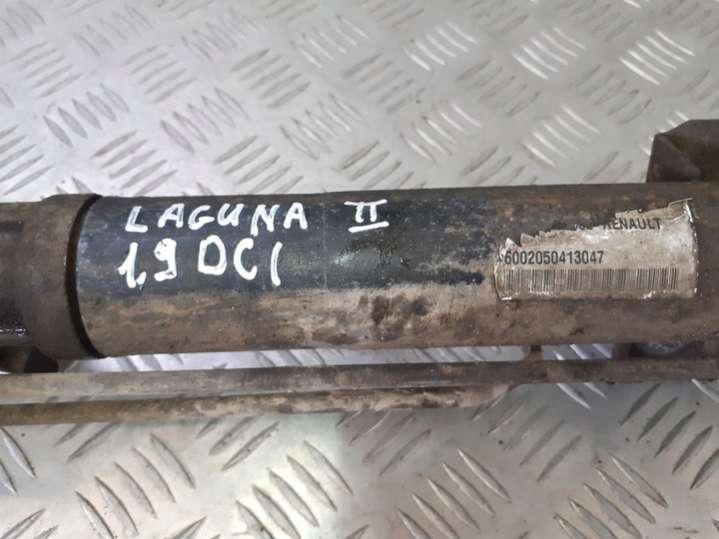 LAGUNA II
1,9 DCI
RENAULT
6002050413047